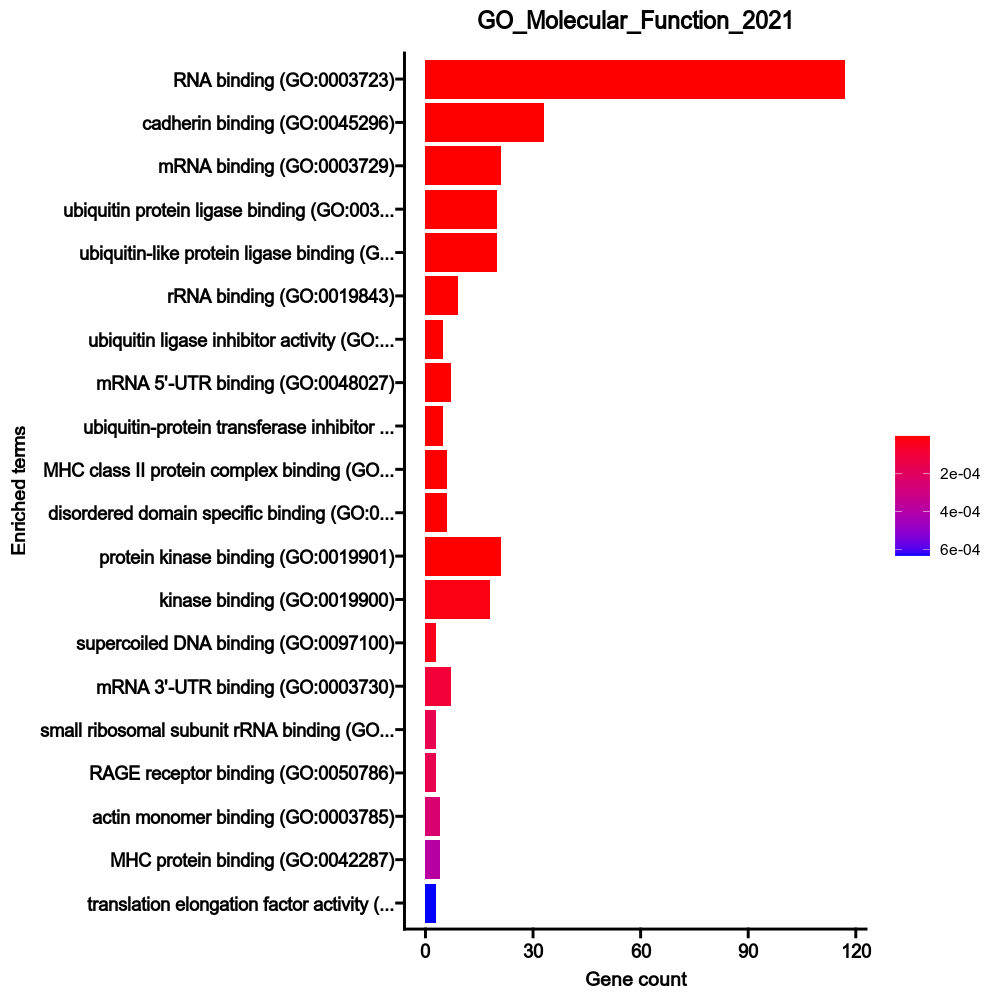 GO_Molecular_Function_2021
RNA binding (GO:0003723)
cadherin binding (GO:0045296)
mRNA binding (GO:0003729)
ubiquitin protein ligase binding (GO:003...
ubiquitin-like protein ligase binding (G...
rRNA binding (GO:0019843)
ubiquitin ligase inhibitor activity (GO:...
mRNA 5'-UTR binding (GO:0048027)
ubiquitin-protein transferase inhibitor ...
MHC class II protein complex binding (GO...
disordered domain specific binding (GO:0...
protein kinase binding (GO:0019901)
kinase binding (GO:0019900)
supercoiled DNA binding (GO:0097100)
mRNA 3'-UTR binding (GO:0003730)
small ribosomal subunit rRNA binding (GO...
RAGE receptor binding (GO:0050786)
actin monomer binding (GO:0003785)
MHC protein binding (GO:0042287)
translation elongation factor activity (...
Enriched terms
0 30 60 90 120
Gene count
2e-04
4e-04
6e-04